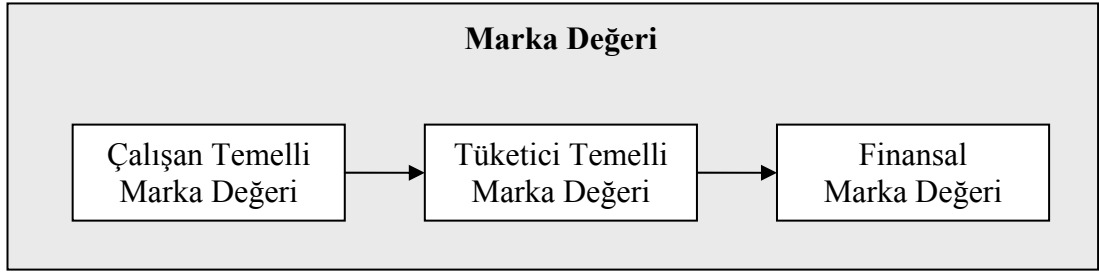 Marka Değeri
Çalışan Temelli
Marka Değeri
Tüketici Temelli
Marka Değeri
Finansal
Marka Değeri